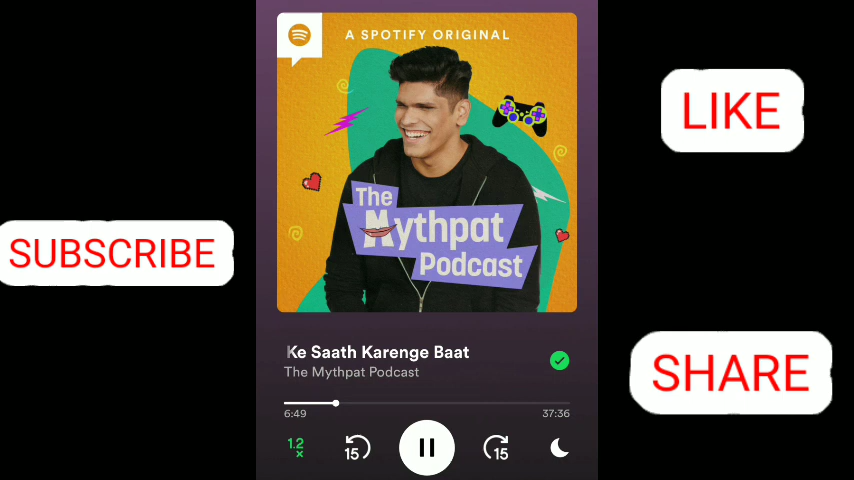 A SPOTIFY ORIGINAL
LIKE
The
Mythpat
Podcast
SUBSCRIBE
Ke Saath Karenge Baat
The Mythpat Podcast
SHARE
6:49
37:36
1.2
x
15
15